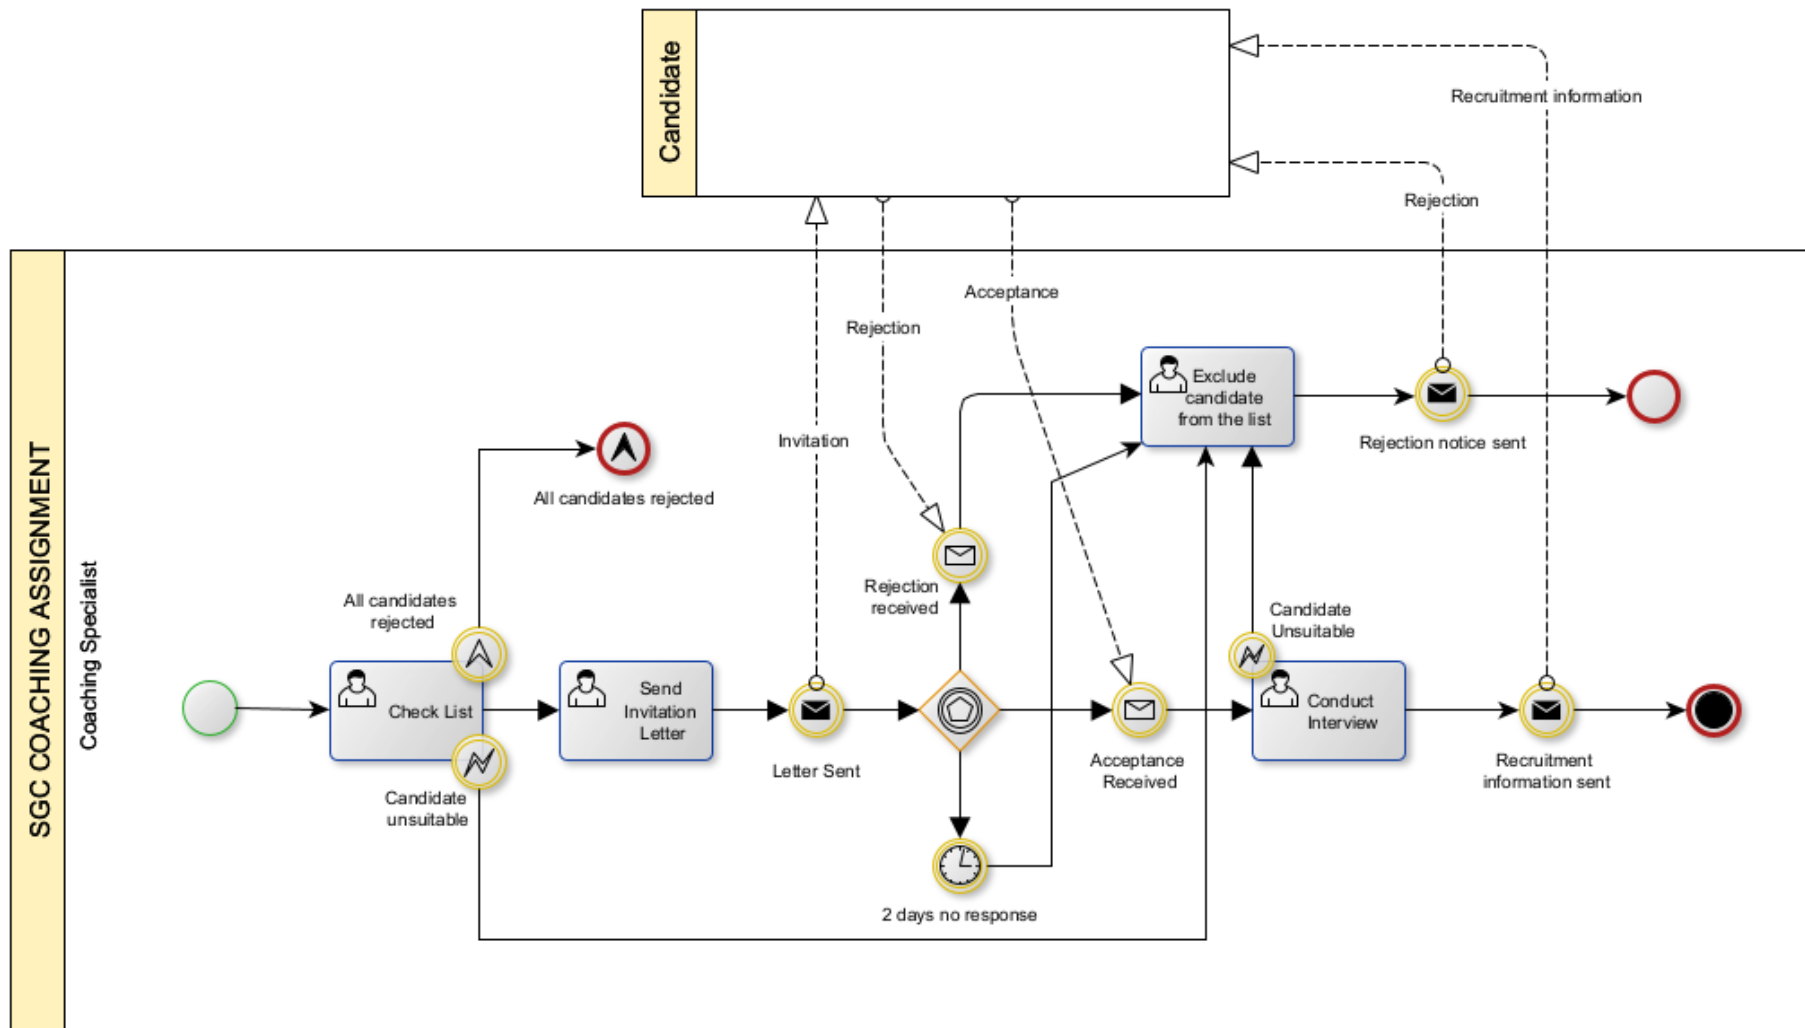 Candidate
Recruitment information
Rejection
Acceptance
Rejection
Invitation
Exclude
candidate
from the list
Rejection notice sent
All candidates rejected
SGC COACHING ASSIGNMENT
Coaching Specialist
All candidates
rejected
Rejection
received
Candidate
Unsuitable
Check List
Send
Invitation
Letter
Letter Sent
Acceptance
Received
Conduct
Interview
Recruitment
information sent
Candidate
unsuitable
2 days no response